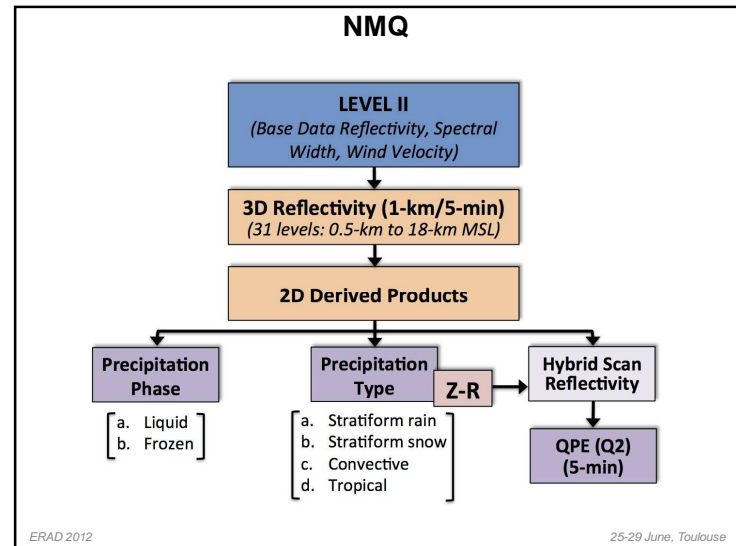 NMQ
LEVEL II
(Base Data Reflectivity, Spectral
Width, Wind Velocity)
3D Reflectivity (1-km/5-min)
(31 levels: 0.5-km to 18-km MSL)
2D Derived Products
Precipitation
Phase
a. Liquid
b. Frozen
Precipitation
Type
Z-R
a. Stratiform rain
b. Stratiform snow
c. Convective
d. Tropical
Hybrid Scan
Reflectivity
QPE (Q2)
(5-min)
ERAD 2012
25-29 June, Toulouse